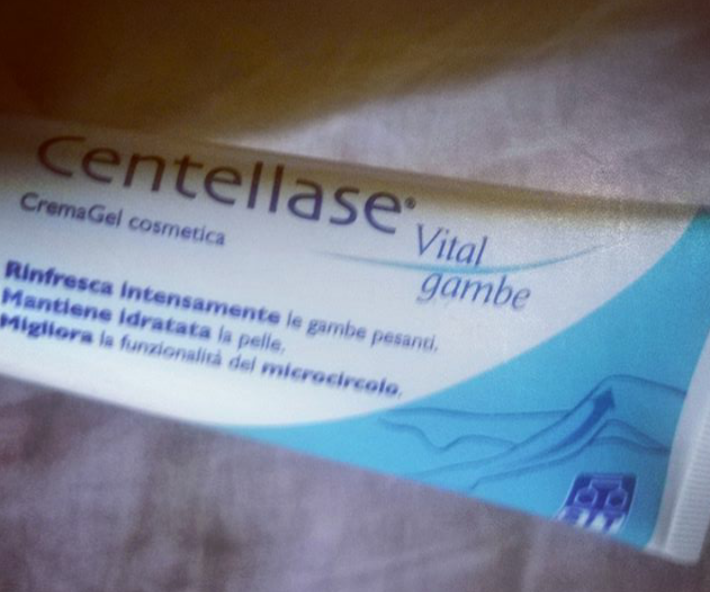 Centellase®
CremaGel cosmetica
Vital
gambe
Rinfresca intensamente le gambe pesanti.
Mantiene idratata la pelle.
Migliora la funzionalità del microcircolo.
SIT